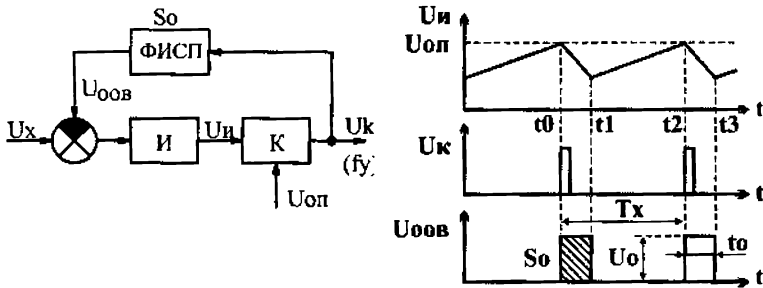 So
ФИСП
Uоов
Ux
И
Uи
К
Uk
(fy)
Uоп
Uи
Uоп
t
t0 t1 t2 t3
Uк
t
Tx
Uоов
So
Uo
to
t